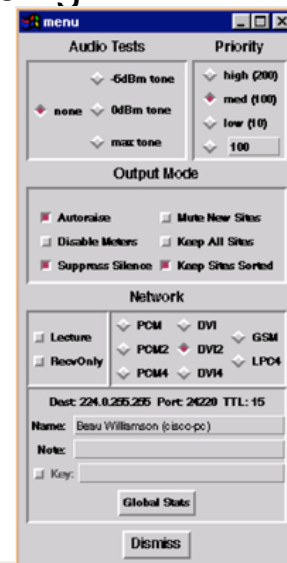 menu
Audio Tests Priority
-6dBm tone high (200)
none 0dBm tone med (100)
low (10)
max tone 100
Output Mode
Autoraise Mute New Sites
Disable Meters Keep All Sites
Suppress Silence Keep Sites Sorted
Network
Lecture PCM DVI GSM
RecvOnly PCM2 DVI2 LPC4
PCM4 DVI4
Dest: 224.0.255.255 Port: 24220 TTL: 15
Name: Beau Williamson (cisco-pc)
Note:
Key:
Global Stats
Dismiss